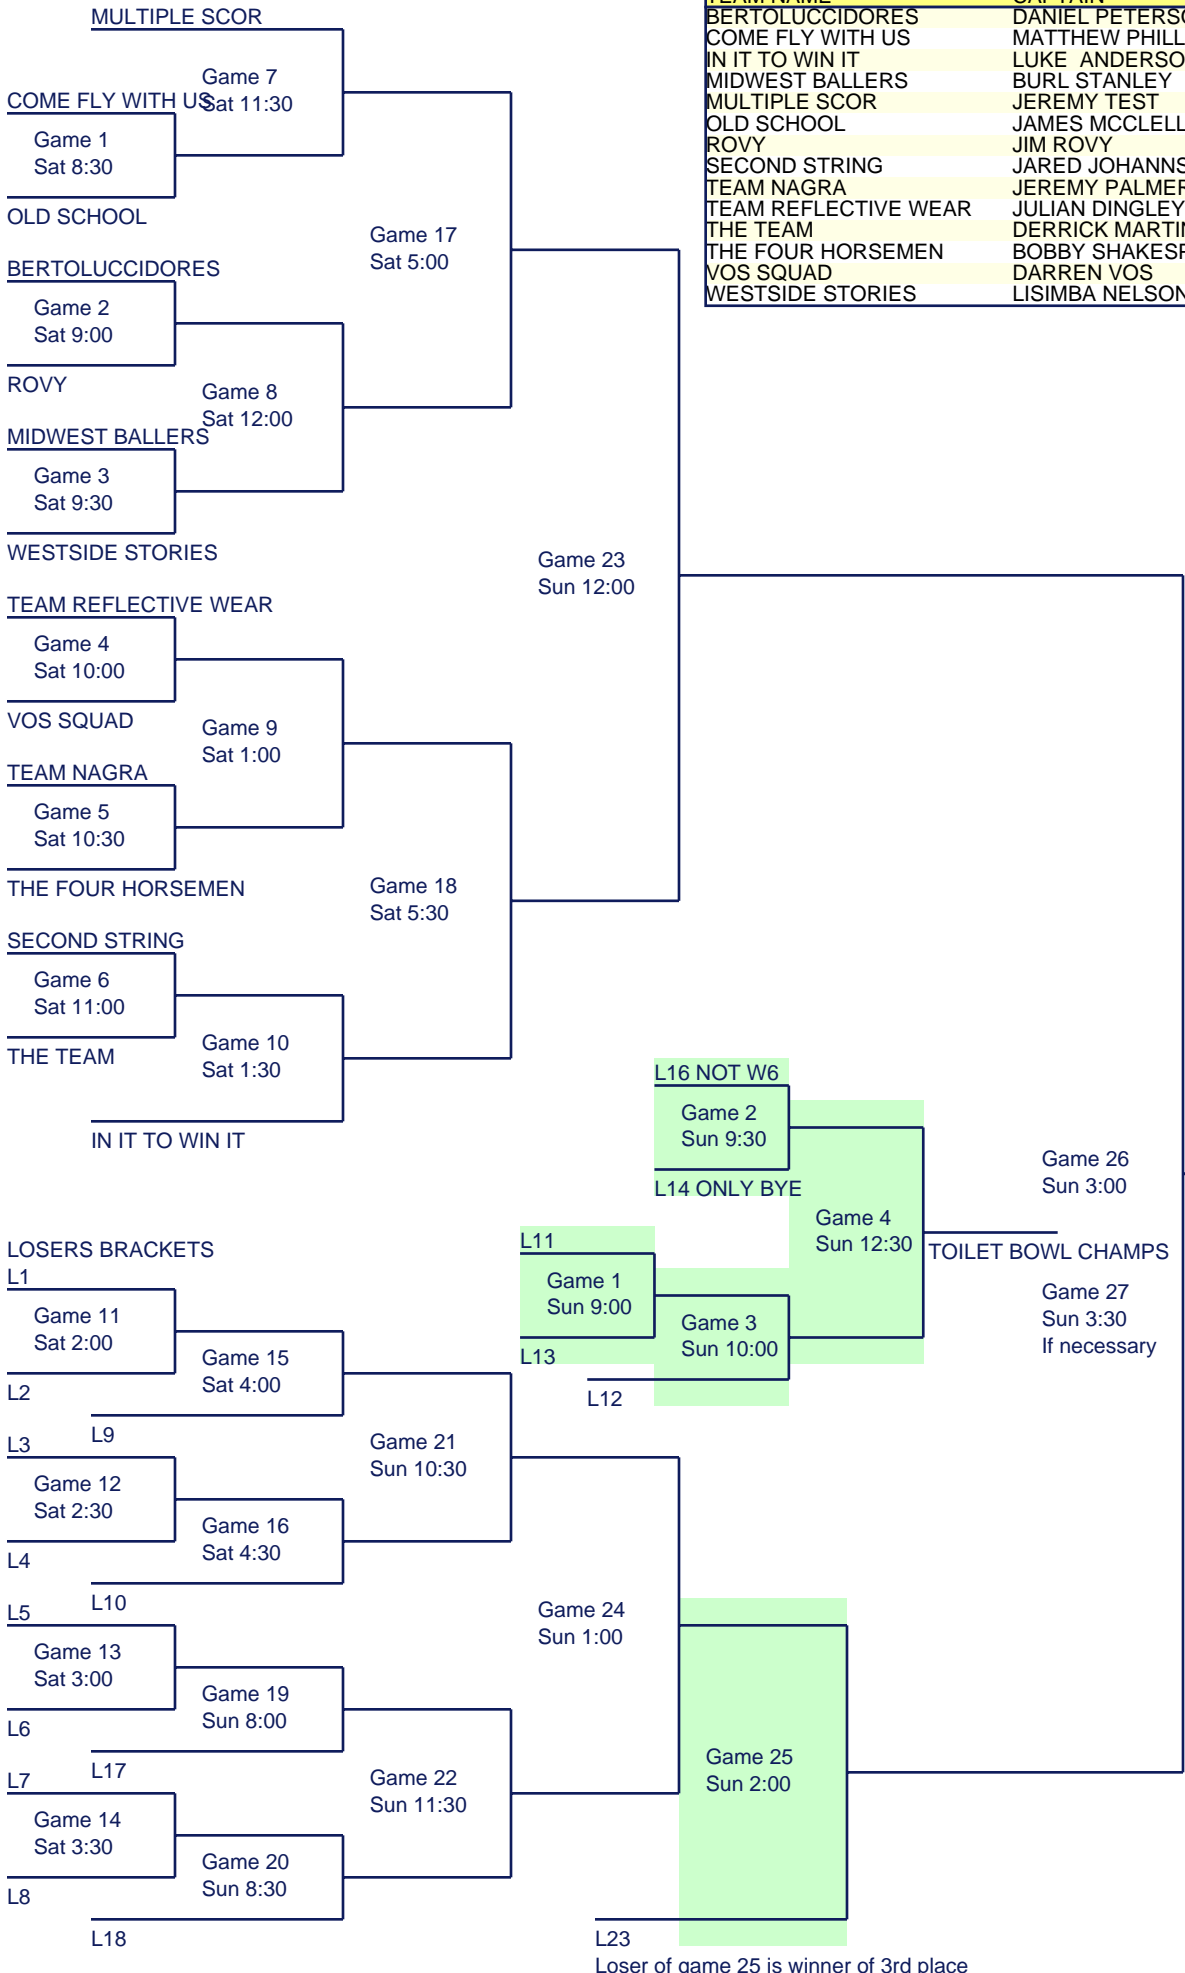 MULTIPLE SCOR
Game 7
Sat 11:30
COME FLY WITH US
Game 1
Sat 8:30
OLD SCHOOL
Game 17
Sat 5:00
BERTOLUCCIDORES
Game 2
Sat 9:00
ROVY
Game 8
Sat 12:00
MIDWEST BALLERS
Game 3
Sat 9:30
WESTSIDE STORIES
Game 23
Sun 12:00
TEAM REFLECTIVE WEAR
Game 4
Sat 10:00
VOS SQUAD
Game 9
Sat 1:00
TEAM NAGRA
Game 5
Sat 10:30
THE FOUR HORSEMEN
Game 18
Sat 5:30
SECOND STRING
Game 6
Sat 11:00
THE TEAM
Game 10
Sat 1:30
IN IT TO WIN IT
BERTOLUCCIDORES DANIEL
COME FLY WITH US MATTHEW
IN IT TO WIN IT LUKE
MIDWEST BALLERS BURL STANLEY
MULTIPLE SCOR JEREMY TEST
OLD SCHOOL JAMES
ROVY JIM ROVY
SECOND STRING JARED
TEAM NAGRA JEREMY PALMER
TEAM REFLECTIVE WEAR JULIAN DINGLEY
THE TEAM DERRICK
THE FOUR HORSEMEN BOBBY
VOS SQUAD DARREN VOS
WESTSIDE STORIES LISIMBA NELSON
L16 NOT W6
Game 2
Sun 9:30
L14 ONLY BYE
Game 4
Sun 12:30
TOILET BOWL CHAMPS
L11
Game 1
Sun 9:00
L13
Game 3
Sun 10:00
L12
Game 26
Sun 3:00
Game 27
Sun 3:30
If necessary
LOSERS BRACKETS
L1
Game 11
Sat 2:00
L2
Game 15
Sat 4:00
L9
L3
Game 12
Sat 2:30
L4
Game 16
Sat 4:30
L10
Game 21
Sun 10:30
L5
Game 13
Sat 3:00
L6
Game 19
Sun 8:00
L17
L7
Game 14
Sat 3:30
L8
Game 20
Sun 8:30
L18
Game 22
Sun 11:30
Game 24
Sun 1:00
Game 25
Sun 2:00
L23
Loser of game 25 is winner of 3rd place